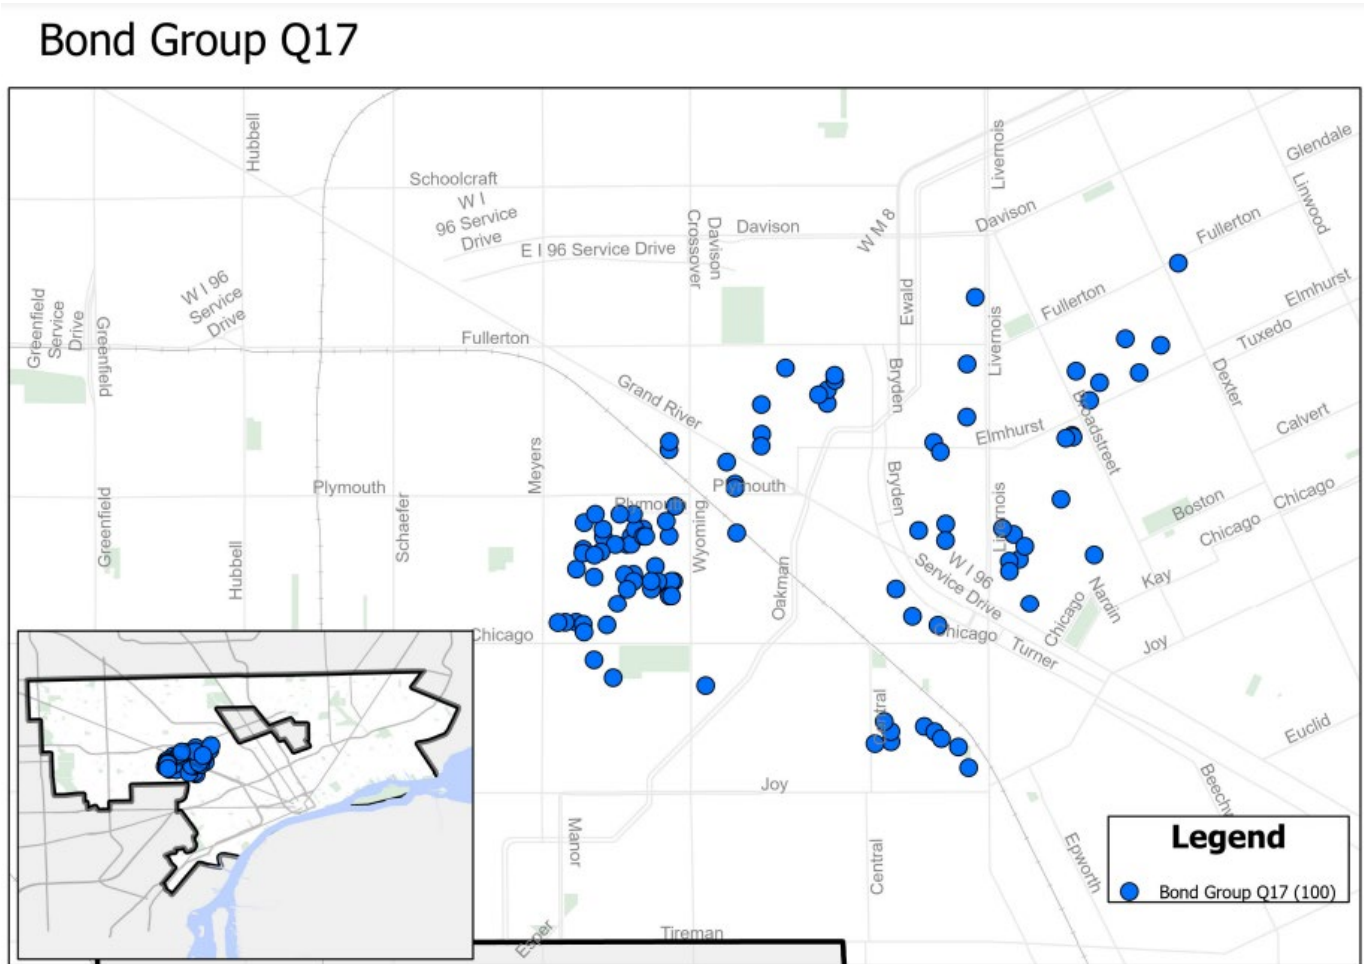 Bond Group Q17
Hubbell
Livernois
Glendale
Schoolcraft
W I
96 Service
Drive
Linwood
Davison
Crossover
Davison
Davison
W M 8
Fullerton
E I 96 Service Drive
W I 96
Service
Drive
Ewald
Elmhurst
Greenfield
Service
Drive
Greenfield
Fullerton
Fullerton
Livernois
Tuxedo
Grand River
Bryden
Dexter
Broadstreet
Calvert
Elmhurst
Meyers
Plymouth
Plymouth
Plymouth
Bryden
Chicago
Boston
Greenfield
Schaefer
Wyoming
Livernois
Chicago
Hubbell
Oakman
W I 96
Service Drive
Kay
Nardin
Chicago
Chicago
Chicago
Turner
Joy
Central
Euclid
Joy
Manor
Central
Epworth
Legend
Bond Group Q17 (100)
Esper
Tireman